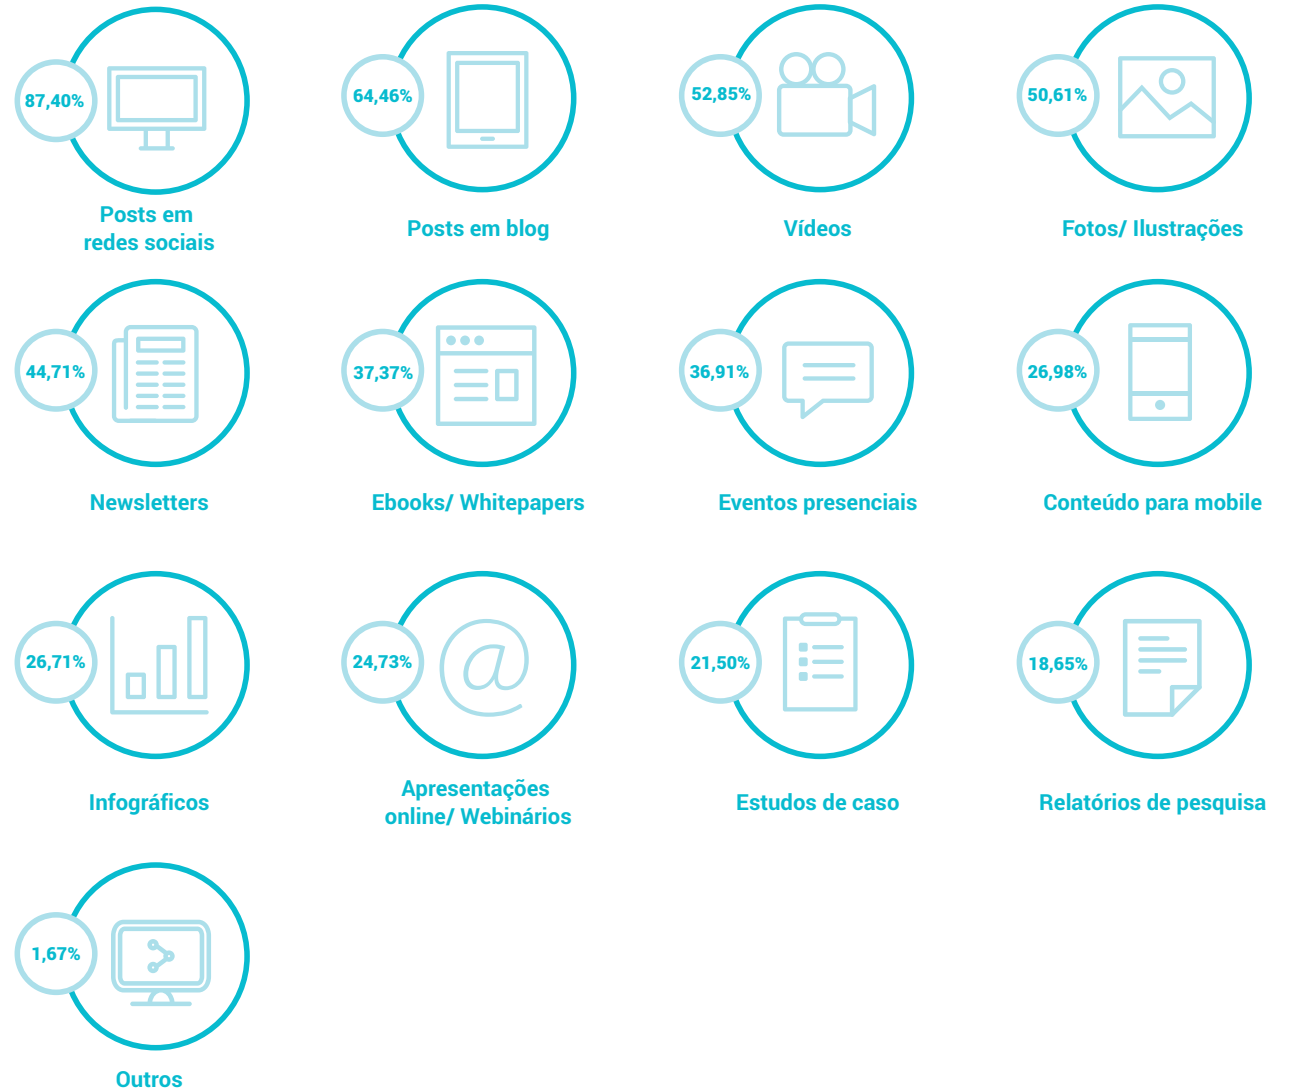 87,40%
Posts em
redes sociais
64,46%
Posts em blog
52,85%
Vídeos
50,61%
Fotos/ Ilustrações
44,71%
Newsletters
37,37%
Ebooks/ Whitepapers
36,91%
Eventos presenciais
26,98%
Conteúdo para mobile
26,71%
Infográficos
24,73%
Apresentações
online/ Webinários
21,50%
Estudos de caso
18,65%
Relatórios de pesquisa
1,67%
Outros